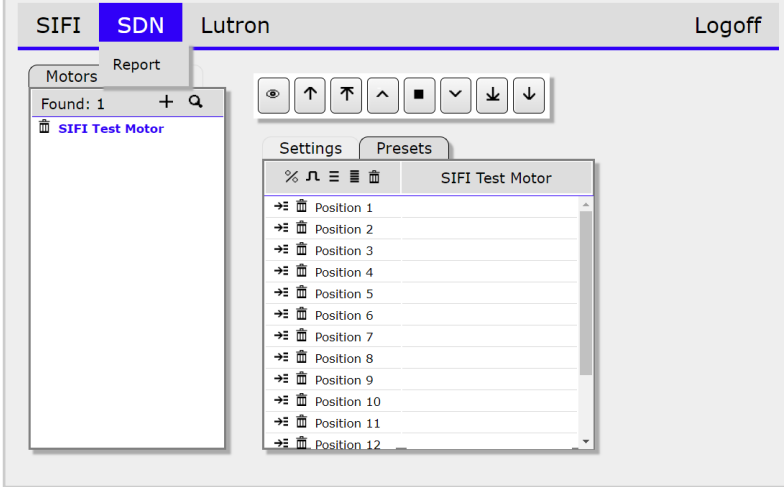 SIFI SDN Lutron Logoff
Report
Motors
Found: 1
SIFI Test Motor
Settings Presets
SIFI Test Motor
Position 1
Position 2
Position 3
Position 4
Position 5
Position 6
Position 7
Position 8
Position 9
Position 10
Position 11
Position 12